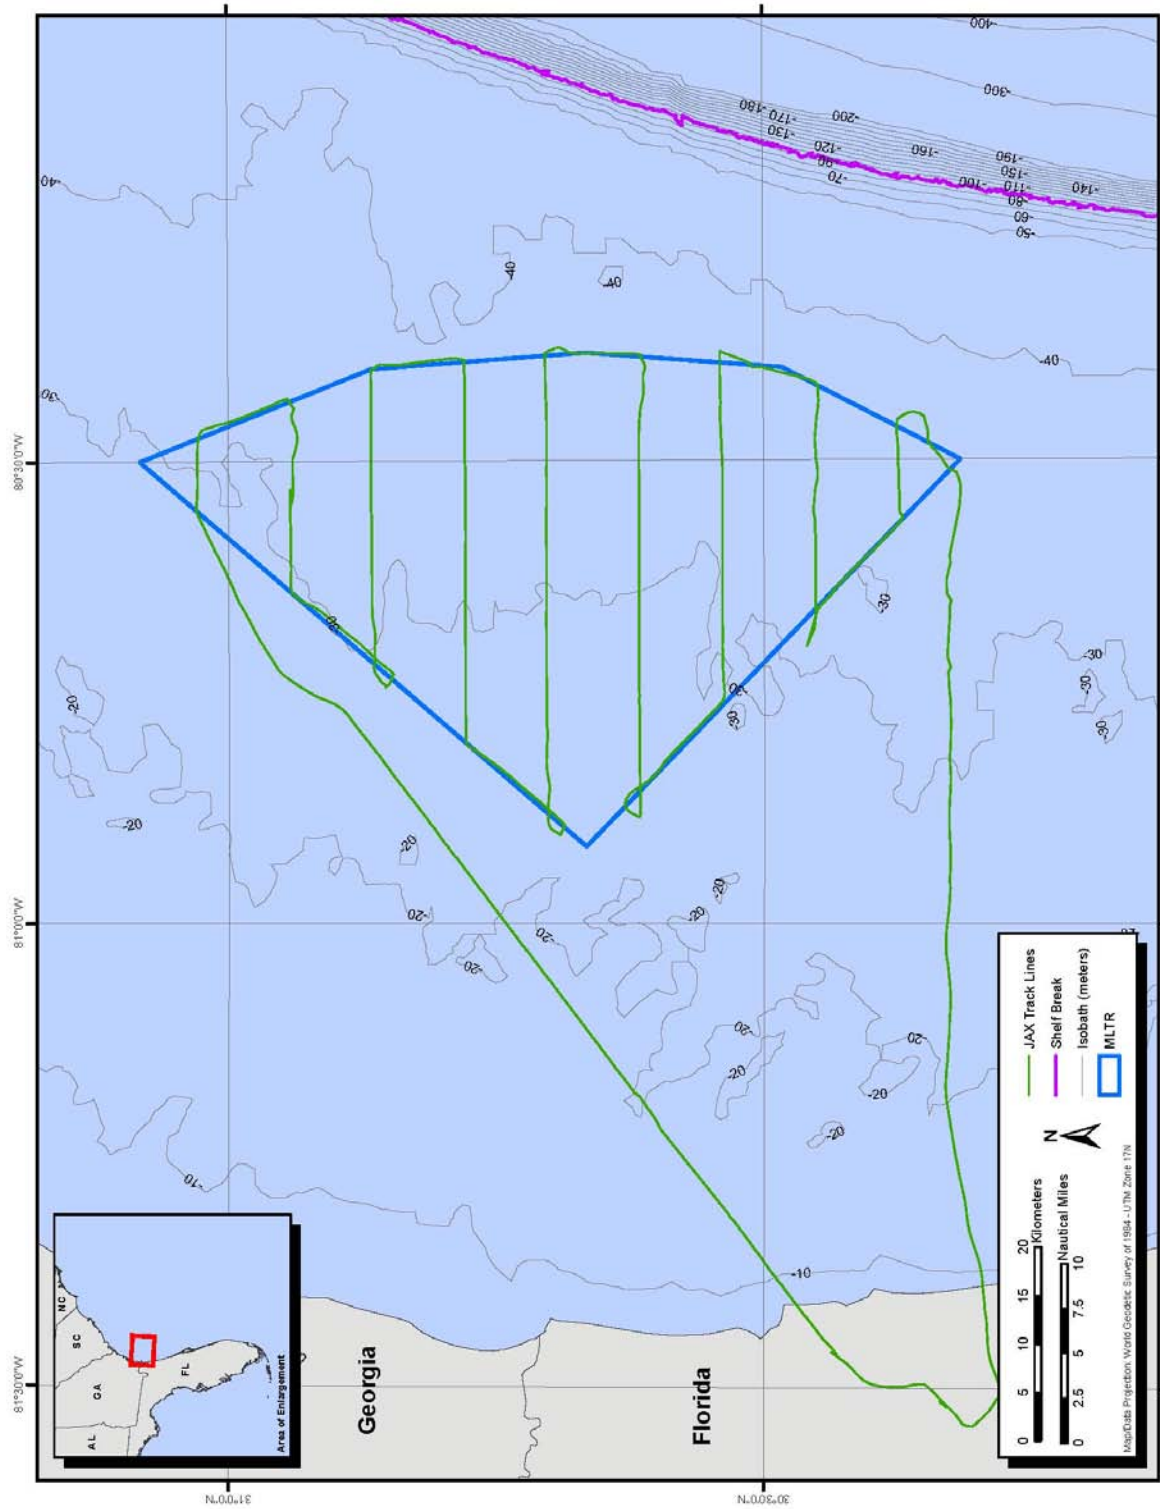 81°30'0"W
81°0'0"W
80°30'0"W
31°0'0"N
30°30'0"N
AL
GA
SC
NC
FL
Area of Enlargement
Georgia
Florida
-10
-10
-20
-20
-20
-20
-20
-20
-20
-20
-20
-20
-20
-20
-20
-30
-30
-30
-30
-30
-30
-30
-40
-40
-40
-40
-50
-60
-70
-80
-90
-100
-110
-120
-130
-140
-150
-160
-170
-180
-190
-200
-300
-400
0 5 10 15 20
Kilometers
Nautical Miles
0 2.5 5 7.5 10
N
JAX Track Lines
Shelf Break
Isobath (meters)
MLTR
Map/Data Projection: World Geodetic Survey of 1984 - UTM Zone 17N